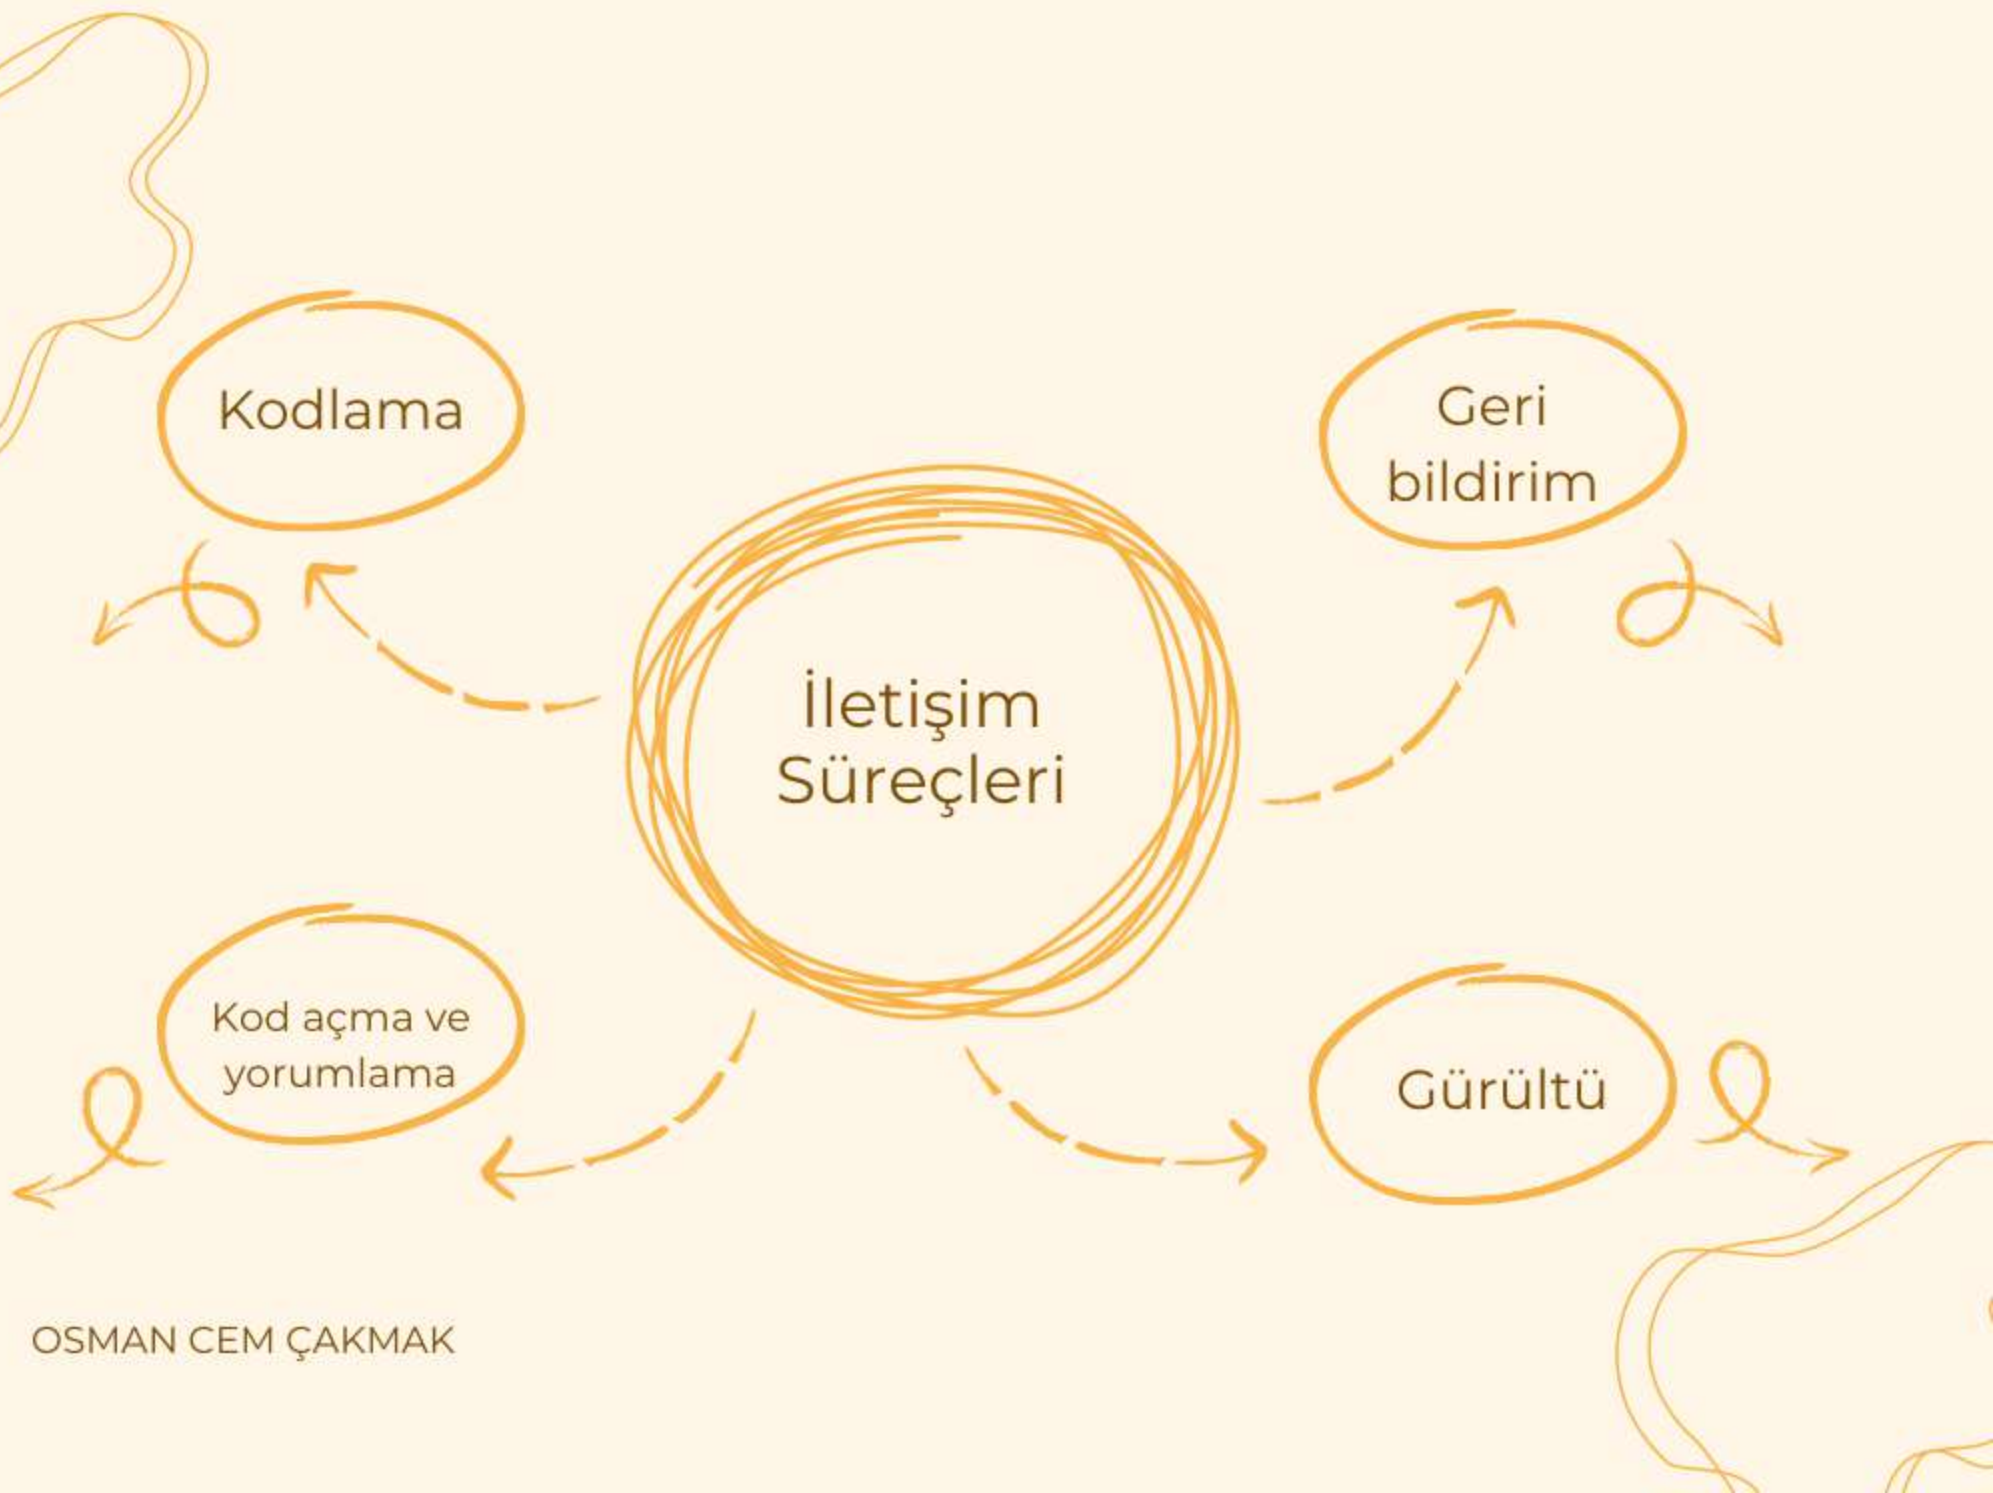 Kodlama
Geri
bildirim
İletişim
Süreçleri
Kod açma ve
yorumlama
Gürültü
OSMAN CEM ÇAKMAK